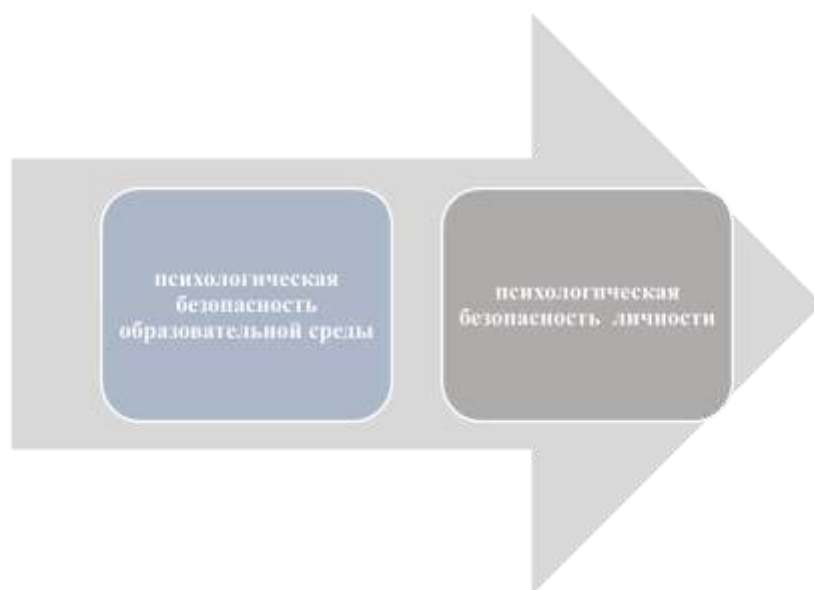 психологическая
безопасность
образовательной среды
психологическая
безопасность личности